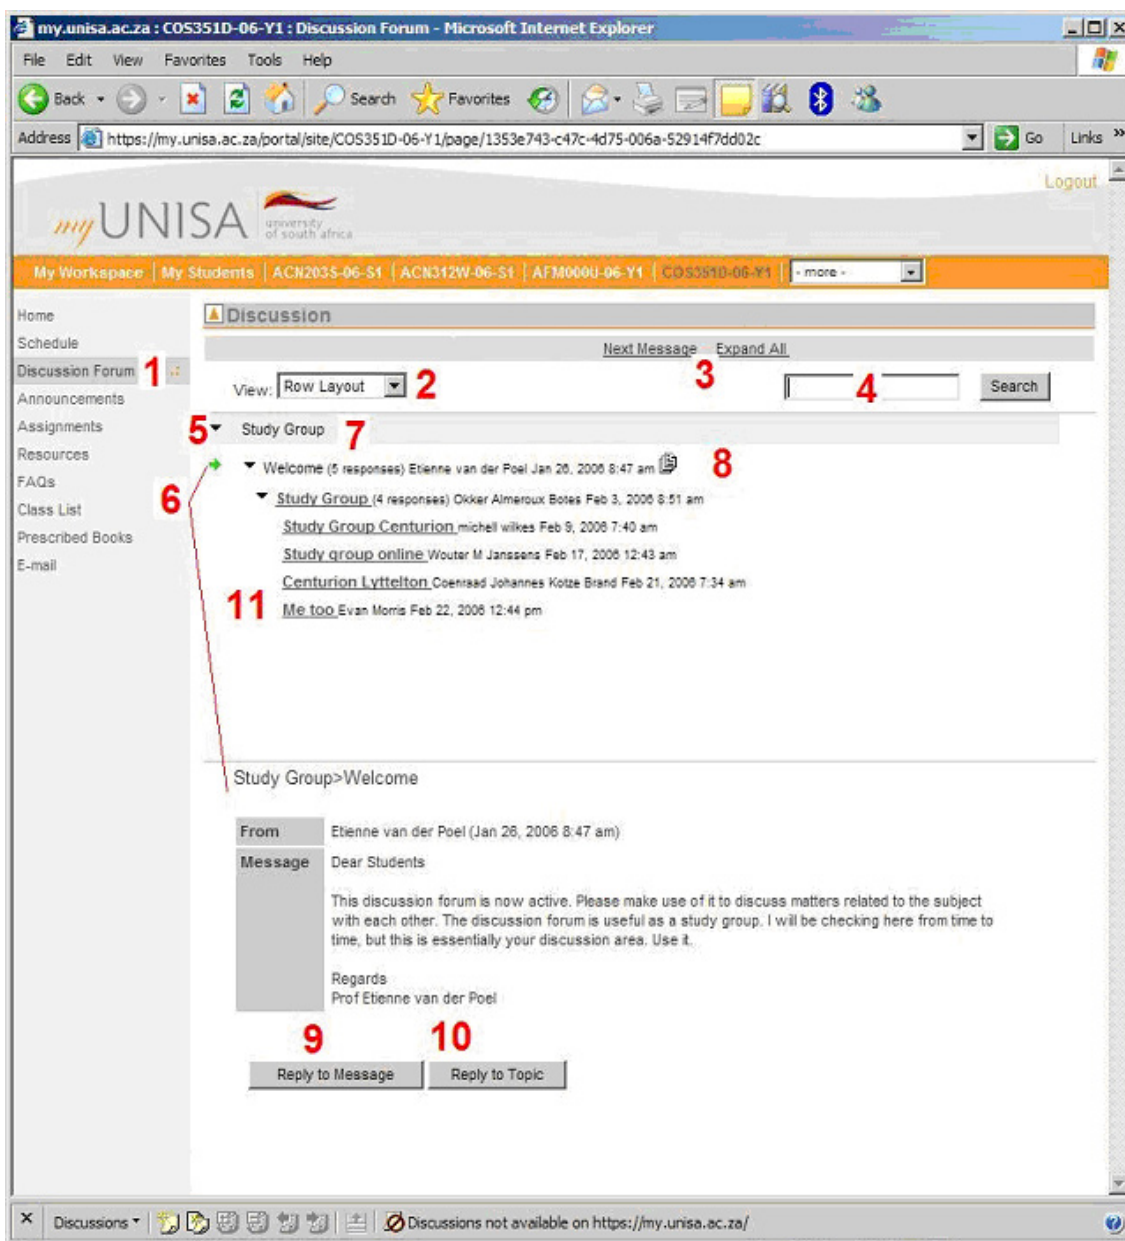 my.unisa.ac.za : COS351D-06-Y1 : Discussion Forum - Microsoft Internet Explorer
File Edit View Favorites Tools Help
Back Search Favorites
Address https://my.unisa.ac.za/portal/site/COS351D-06-Y1/page/1353e743-c47c-4d75-006a-52914f7dd02c Go Links »
Logout
my UNISA university
of south africa
My Workspace | My Students | ACN203S-06-S1 | ACN312W-06-S1 | AFM000U-06-Y1 | COS351D-06-Y1 | - more -
Home
Schedule
Discussion Forum 1
Announcements
Assignments
Resources
FAQs
Class List
Prescribed Books
E-mail
Discussion
Next Message Expand All
3
View: Row Layout 2 4 Search
5 Study Group 7
Welcome (5 responses) Etienne van der Poel Jan 26, 2006 8:47 am 8
6 Study Group (4 responses) Okker Almeroux Botes Feb 3, 2006 8:51 am
Study Group Centurion michell wilkes Feb 9, 2006 7:40 am
Study group online Wouter M Janssens Feb 17, 2006 12:43 am
Centurion Lyttelton Coenraad Johannes Kotze Brand Feb 21, 2006 7:34 am
11 Me too Evan Morris Feb 22, 2006 12:44 pm
Study Group>Welcome
From Etienne van der Poel (Jan 26, 2006 8:47 am)
Message Dear Students
This discussion forum is now active. Please make use of it to discuss matters related to the subject
with each other. The discussion forum is useful as a study group. I will be checking here from time to
time, but this is essentially your discussion area. Use it.
Regards
Prof Etienne van der Poel
9 10
Reply to Message Reply to Topic
× Discussions Discussions not available on https://my.unisa.ac.za/